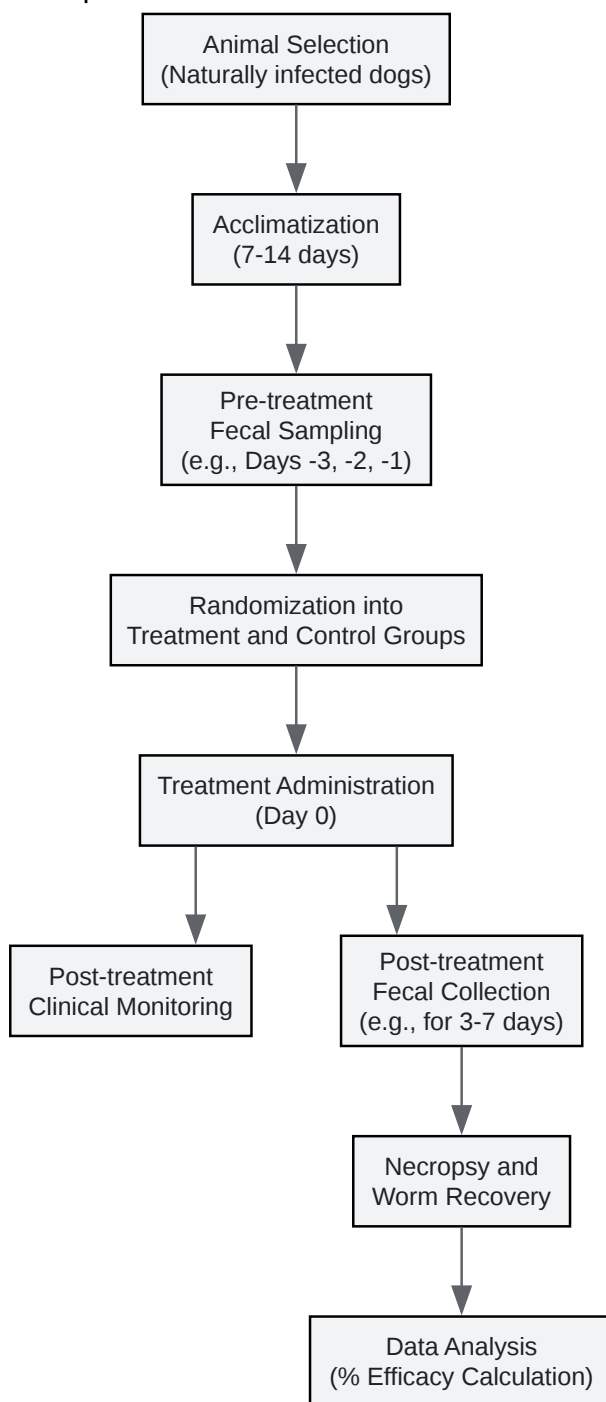 Animal Selection
(Naturally infected dogs)
Acclimatization
(7-14 days)
Pre-treatment
Fecal Sampling
(e.g., Days -3, -2, -1)
Randomization into
Treatment and Control Groups
Treatment Administration
(Day 0)
Post-treatment
Clinical Monitoring
Post-treatment
Fecal Collection
(e.g., for 3-7 days)
Necropsy and
Worm Recovery
Data Analysis
(% Efficacy Calculation)